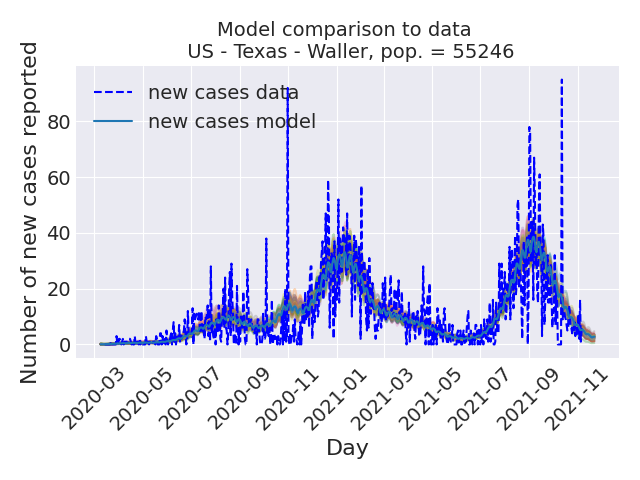 Model comparison to data
US - Texas - Waller, pop. = 55246
Number of new cases reported
new cases data
new cases model
80
60
40
20
0
2020-03
2020-05
2020-07
2020-09
2020-11
2021-01
2021-03
2021-05
2021-07
2021-09
2021-11
Day